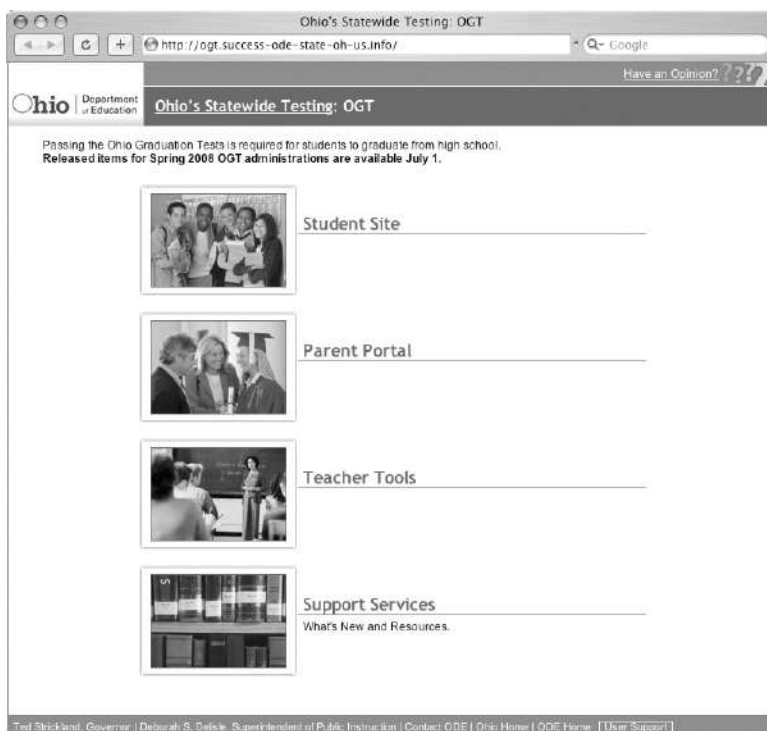 Ohio's Statewide Testing: OGT
http://ogt.success-ode-state-oh-us.info/
Google
Have an Opinion? ????
Ohio Department of Education
Ohio's Statewide Testing: OGT
Passing the Ohio Graduation Tests is required for students to graduate from high school.
Released items for Spring 2008 OGT administrations are available July 1.
Student Site
Parent Portal
Teacher Tools
Support Services
What's New and Resources.
Ted Strickland, Governor | Deborah S. Delisle, Superintendent of Public Instruction | Contact ODE | Ohio Home | ODE Home [User Support]